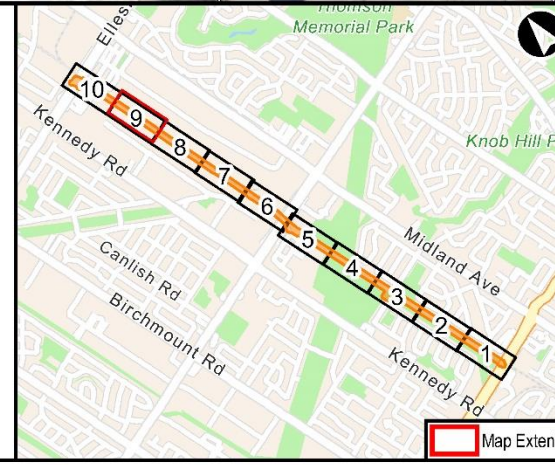 Thomson
Memorial Park
Elles
10
9
Kennedy Rd
8
Knob Hill P
7
6
Midland Ave
5
Canlish Rd
4
3
Birchmount Rd
2
1
Kennedy Rd
Map Exten